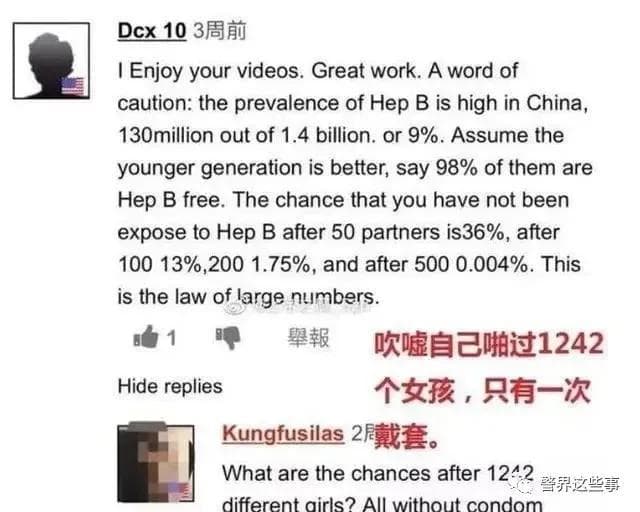 Dcx 10 3周前
I Enjoy your videos. Great work. A word of
caution: the prevalence of Hep B is high in China,
130million out of 1.4 billion. or 9%. Assume the
younger generation is better, say 98% of them are
Hep B free. The chance that you have not been
expose to Hep B after 50 partners is36%, after
100 13%,200 1.75%, and after 500 0.004%. This
is the law of large numbers.
1 舉報
吹嘘自己啪过1242
个女孩，只有一次
戴套。
Hide replies
Kungfusilas 2周
What are the chances after 1242
different girls? All without condom
警界这些事